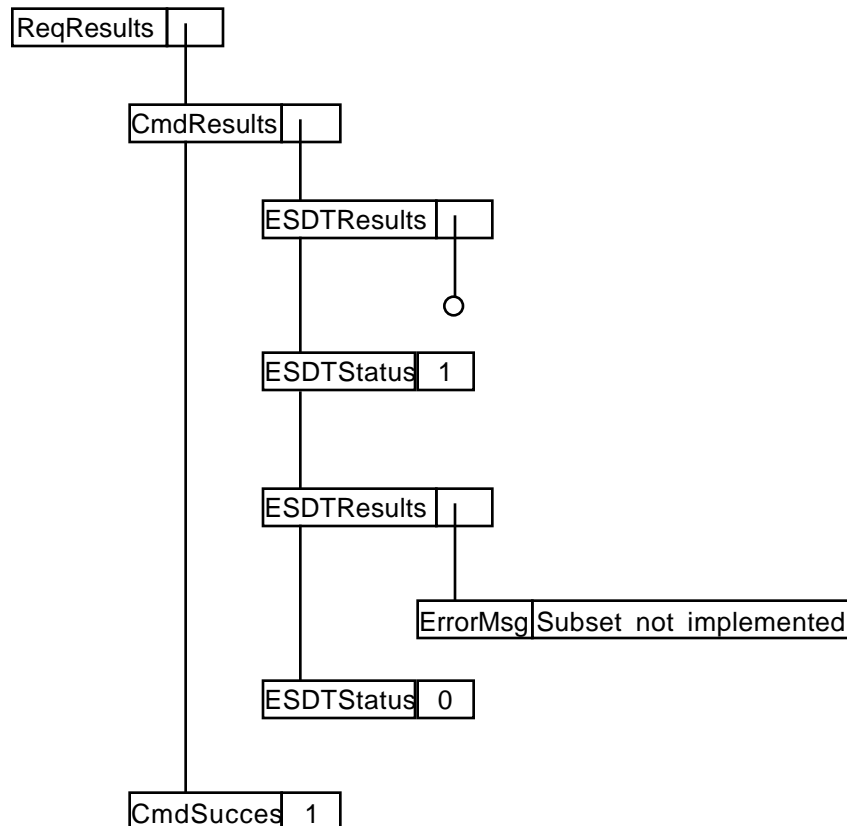 ReqResults
CmdResults
ESDTResults
ESDTStatus 1
ESDTResults
ErrorMsg Subset not implemented
ESDTStatus 0
CmdSucces 1